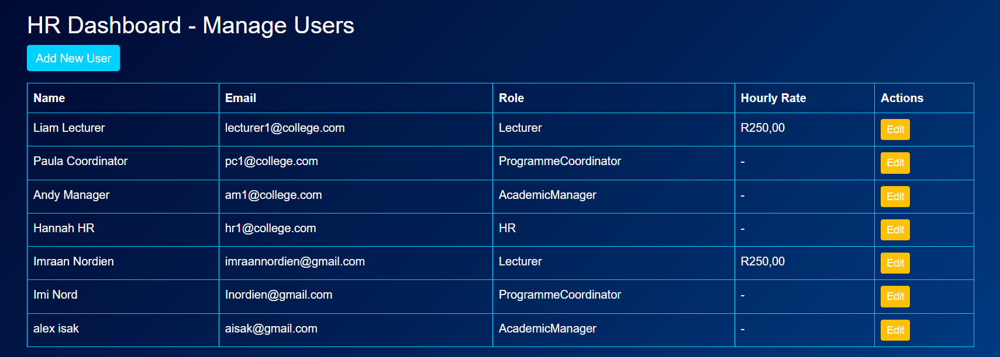 HR Dashboard - Manage Users
Add New User
Name Email Role Hourly Rate Actions
Liam Lecturer lecturer1@college.com Lecturer R250,00 Edit
Paula Coordinator pc1@college.com ProgrammeCoordinator - Edit
Andy Manager am1@college.com AcademicManager - Edit
Hannah HR hr1@college.com HR - Edit
Imraan Nordien imraannordien@gmail.com Lecturer R250,00 Edit
Imi Nord Inordien@gmail.com ProgrammeCoordinator - Edit
alex isak aisak@gmail.com AcademicManager - Edit